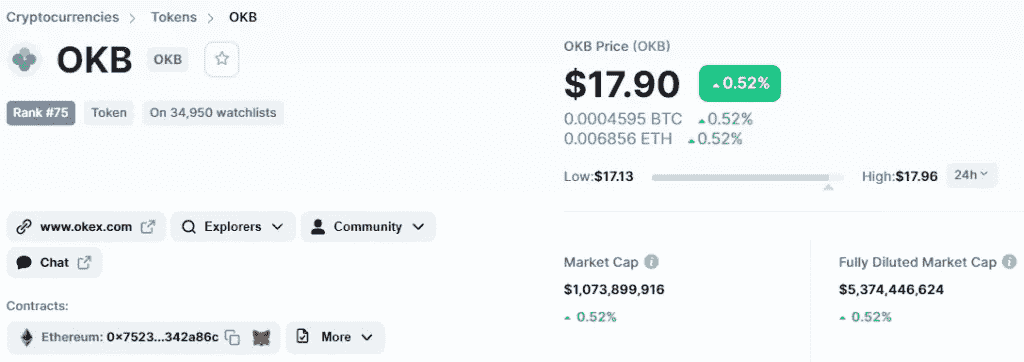 Cryptocurrencies > Tokens > OKB
OKB OKB
Rank #75 Token On 34,950 watchlists
www.okex.com Explorers Community
Chat
Contracts:
Ethereum: 0x7523...342a86c More
OKB Price (OKB)
$17.90 0.52%
0.0004595 BTC 0.52%
0.006856 ETH 0.52%
Low:$17.13 High:$17.96 24h
Market Cap Fully Diluted Market Cap
$1,073,899,916 $5,374,446,624
0.52% 0.52%